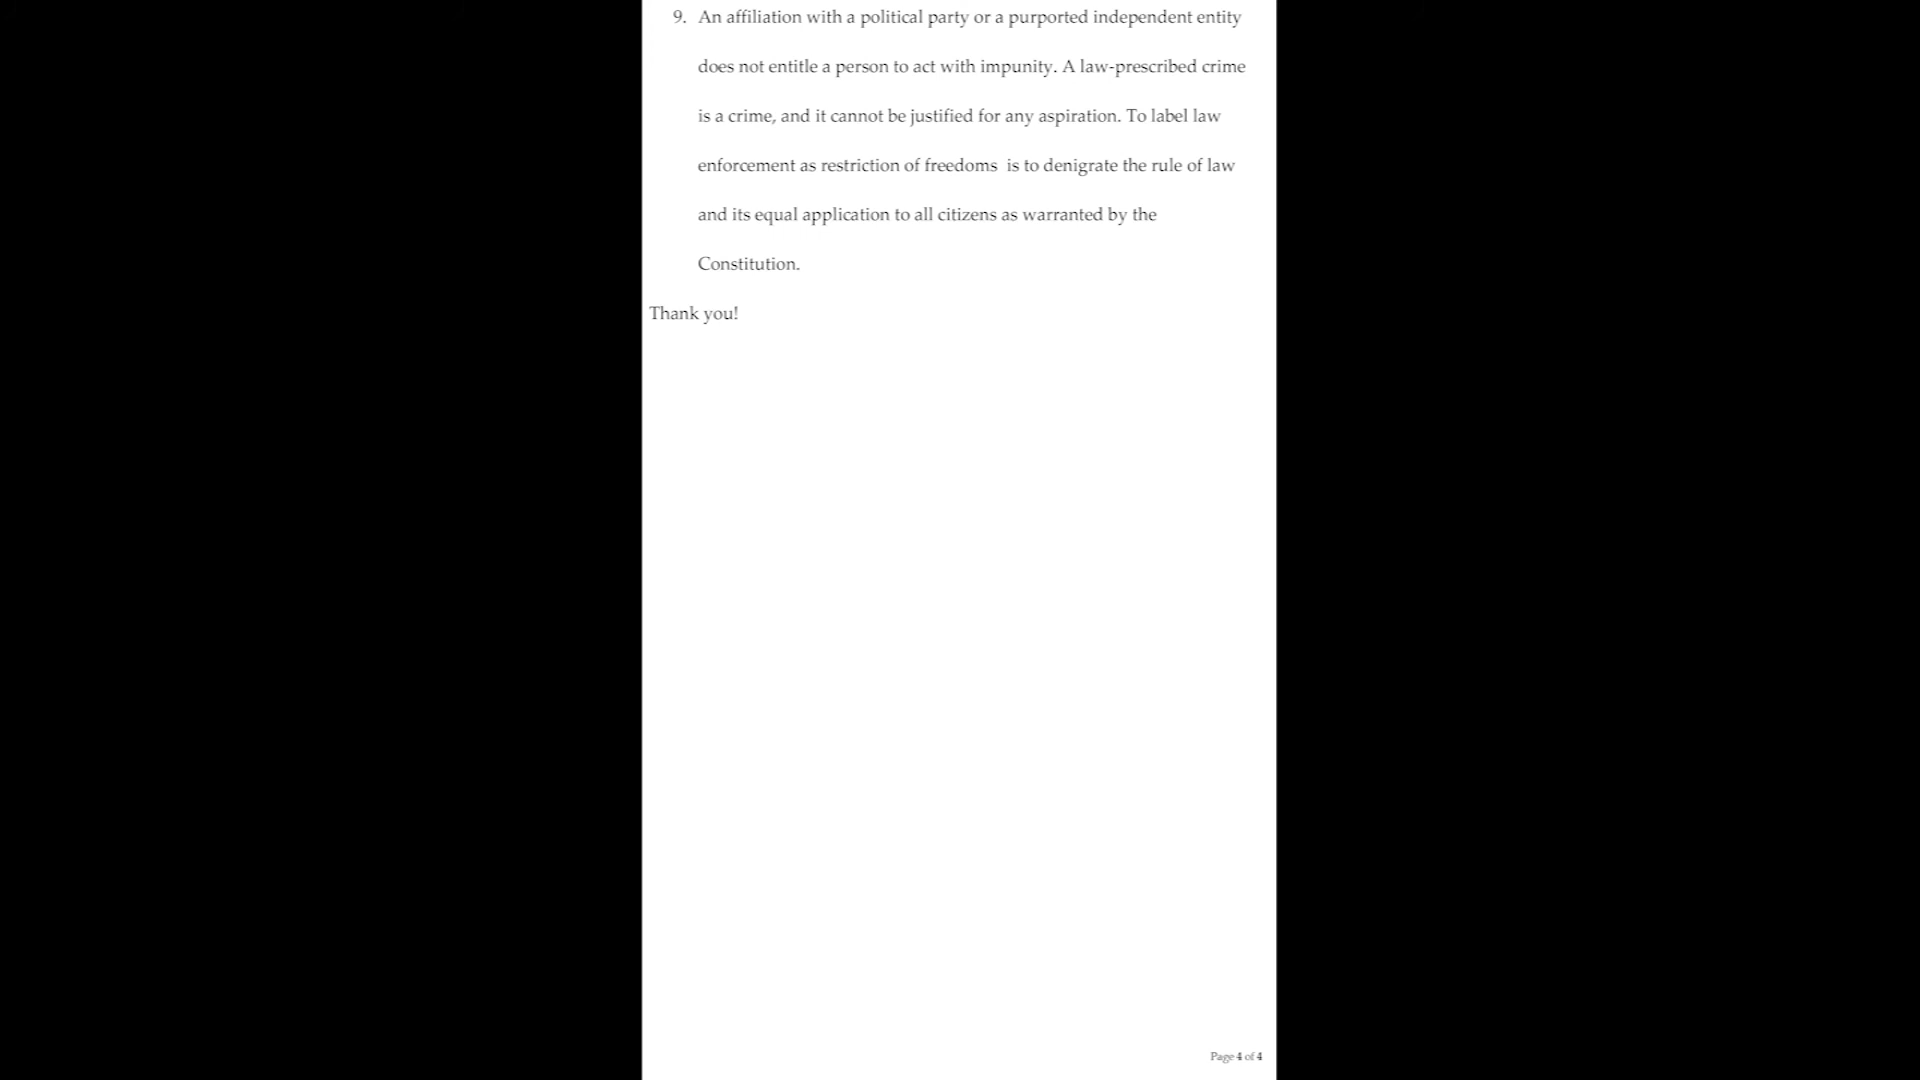 9. An affiliation with a political party or a purported independent entity
does not entitle a person to act with impunity. A law-prescribed crime
is a crime, and it cannot be justified for any aspiration. To label law
enforcement as restriction of freedoms  is to denigrate the rule of law
and its equal application to all citizens as warranted by the
Constitution.
Thank you!
Page 4 of 4